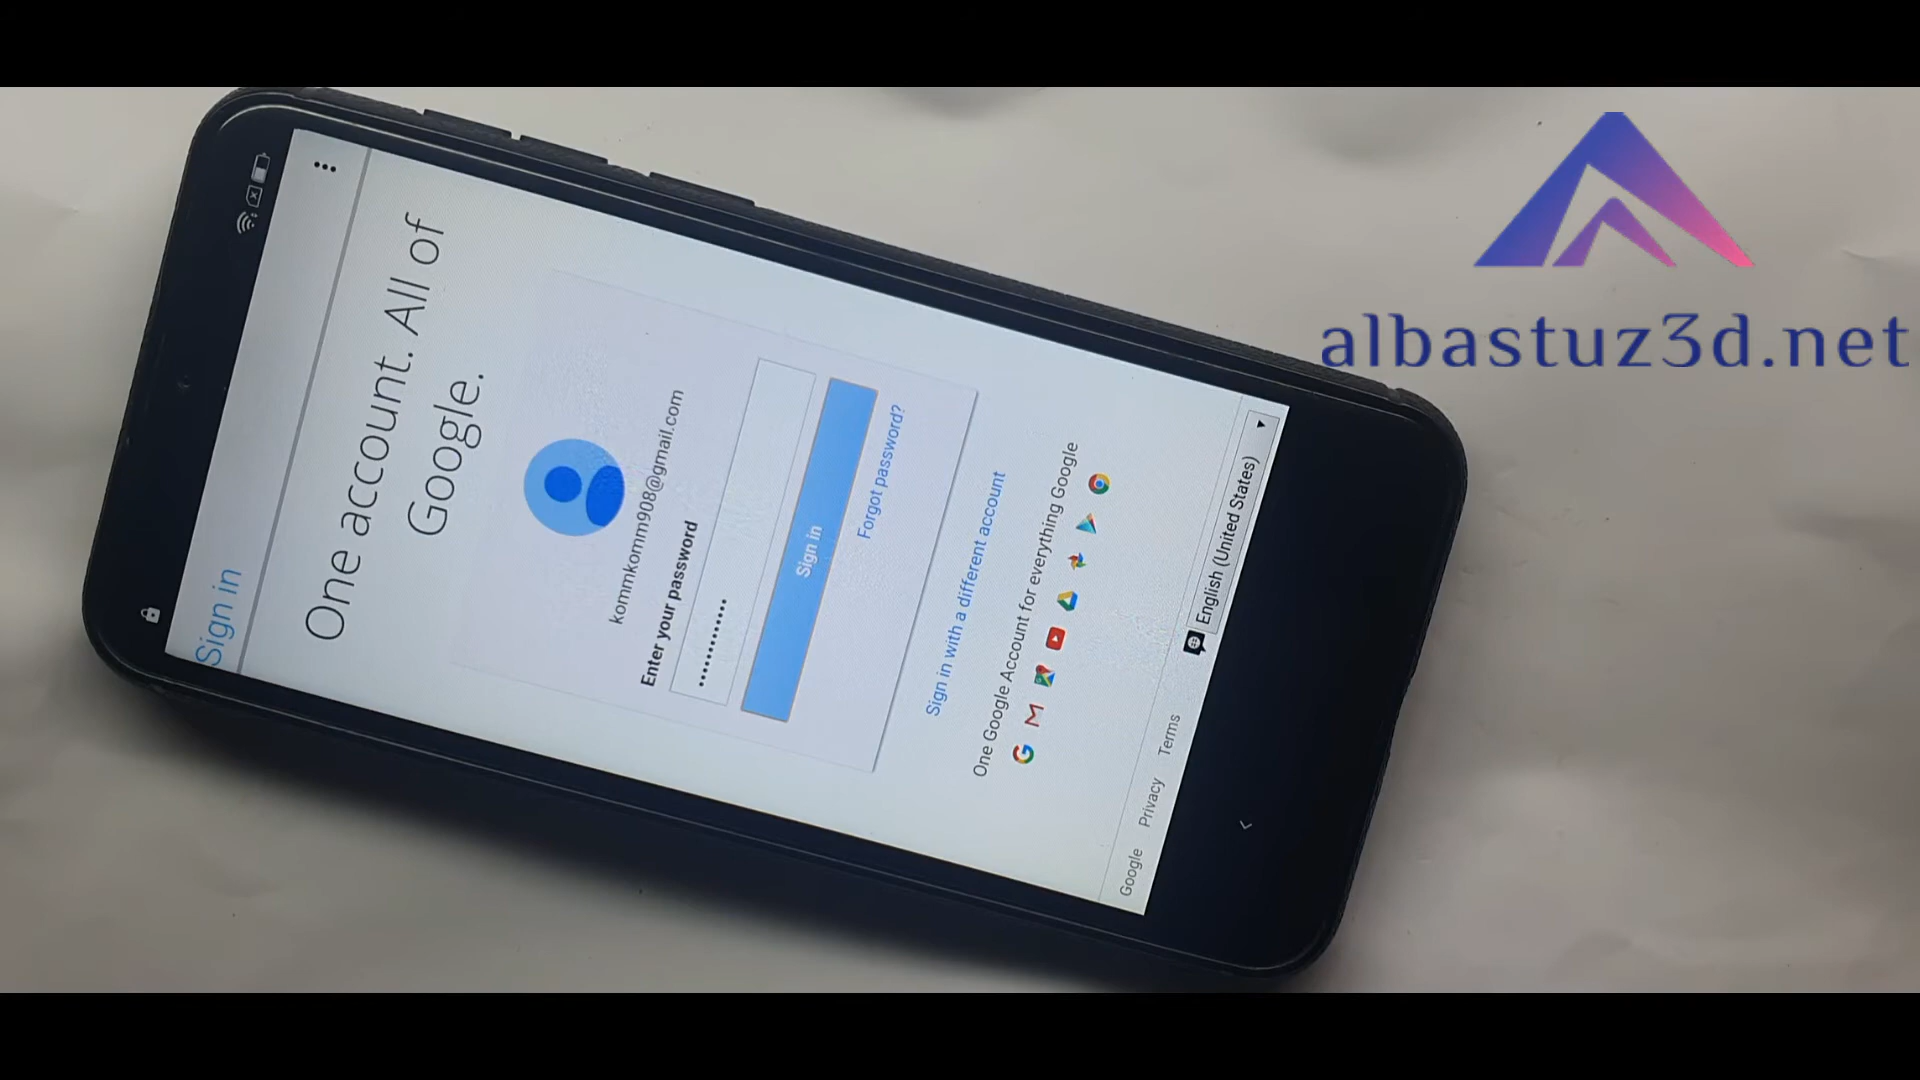 albastuz3d.net
Sign in
One account. All of
Google.
kommkomm908@gmail.com
Enter your password
Sign in
Forgot password?
Sign in with a different account
One Google Account for everything Google
Google Privacy Terms
English (United States)